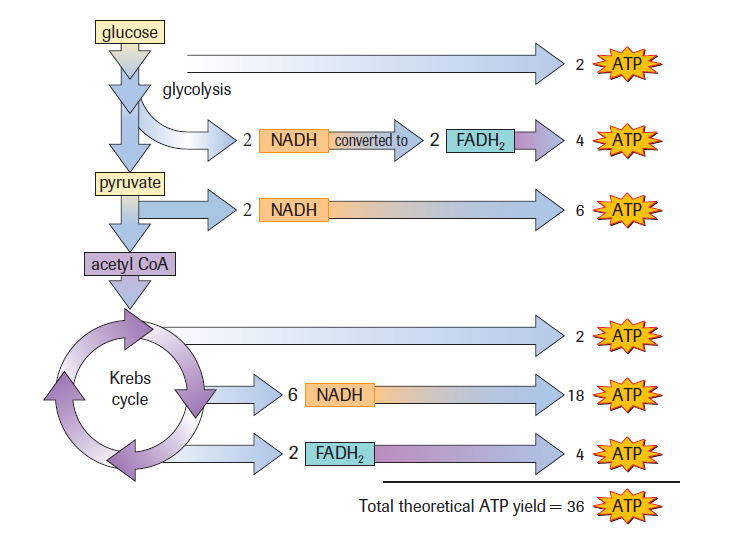 glucose
2 ATP
glycolysis
2 NADH converted to 2 FADH₂ 4 ATP
pyruvate
2 NADH 6 ATP
acetyl CoA
2 ATP
Krebs
cycle
6 NADH 18 ATP
2 FADH₂ 4 ATP
Total theoretical ATP yield = 36 ATP